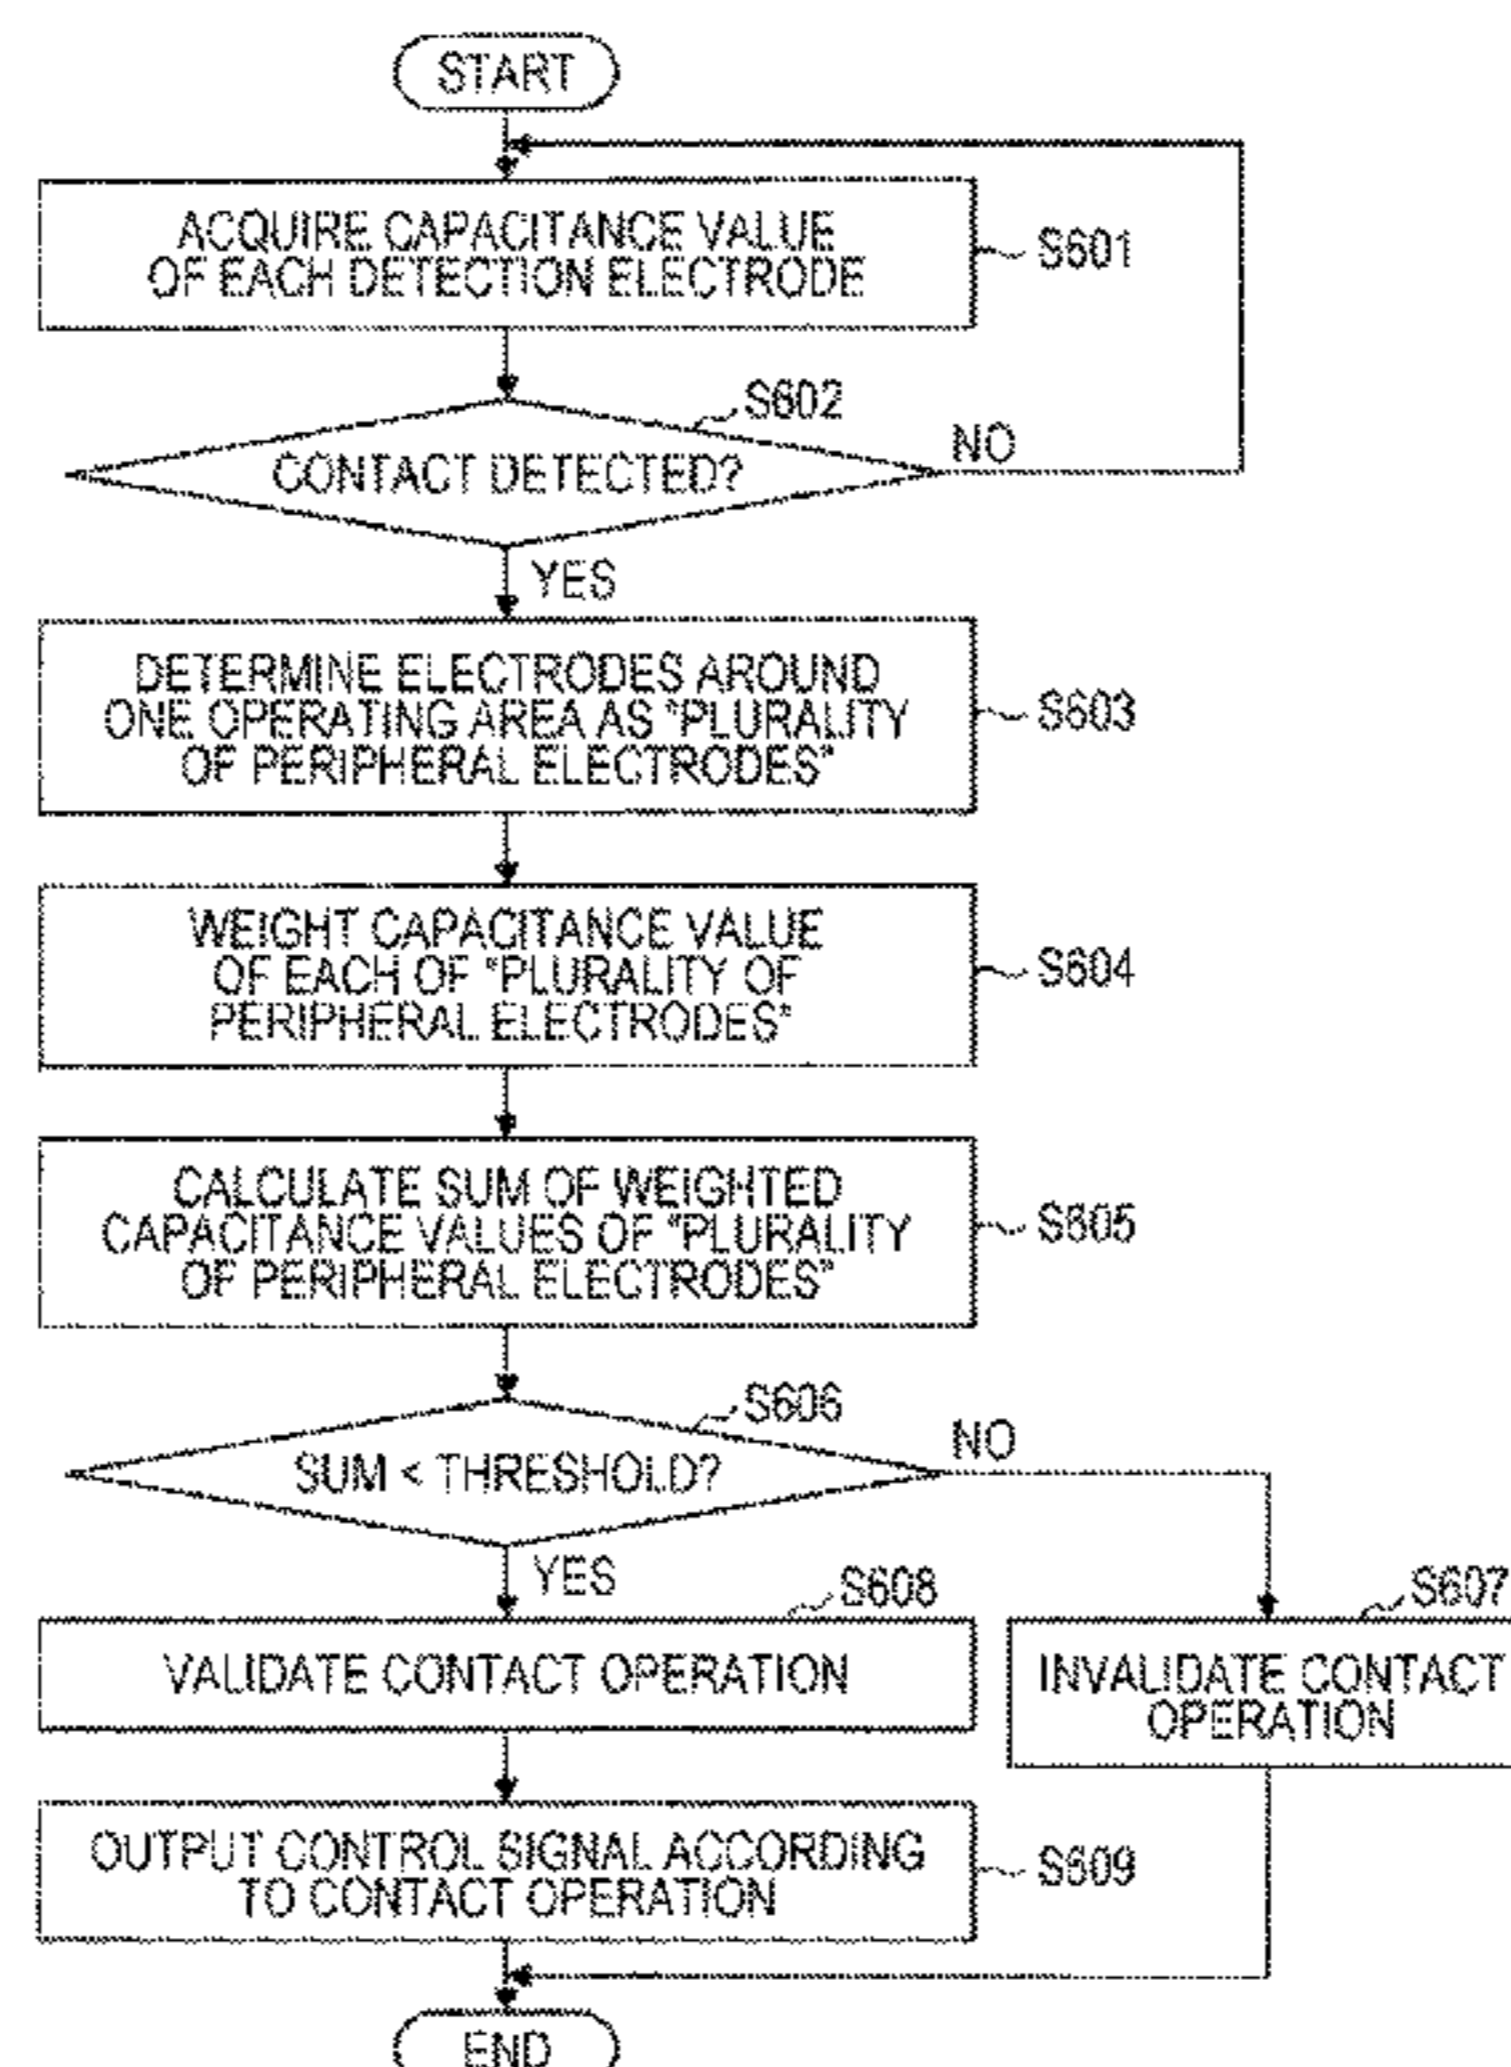 START
ACQUIRE CAPACITANCE VALUE
OF EACH DETECTION ELECTRODE
S601
S602
CONTACT DETECTED?
NO
YES
DETERMINE ELECTRODES AROUND
ONE OPERATING AREA AS "PLURALITY
OF PERIPHERAL ELECTRODES"
S603
WEIGHT CAPACITANCE VALUE
OF EACH OF "PLURALITY OF
PERIPHERAL ELECTRODES"
S604
CALCULATE SUM OF WEIGHTED
CAPACITANCE VALUES OF "PLURALITY
OF PERIPHERAL ELECTRODES"
S605
S606
SUM < THRESHOLD?
NO
YES
S608
VALIDATE CONTACT OPERATION
S607
INVALIDATE CONTACT
OPERATION
OUTPUT CONTROL SIGNAL ACCORDING
TO CONTACT OPERATION
S609
END